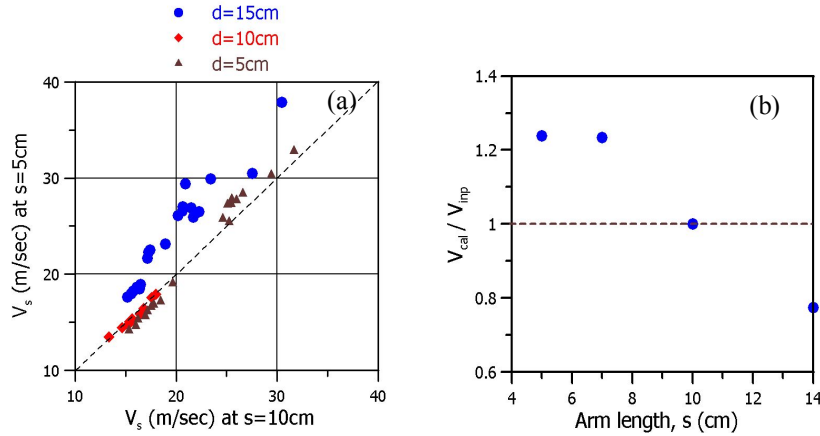 d=15cm
d=10cm
d=5cm
(a)
40
30
20
10
10
20
30
40
Vs (m/sec) at s=5cm
Vs (m/sec) at s=10cm
(b)
1.4
1.2
1
0.8
0.6
4
6
8
10
12
14
Vcal / Vinp
Arm length, s (cm)